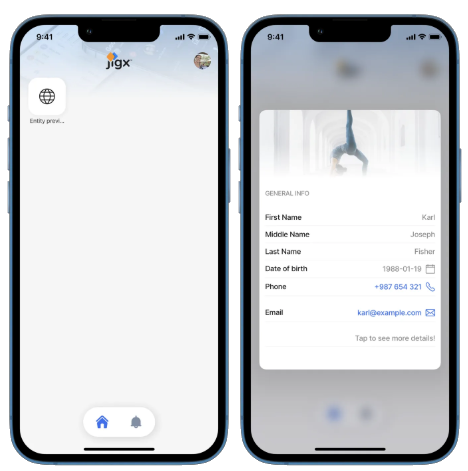 9:41
jigx
Entity provi...
9:41
GENERAL INFO
First Name Karl
Middle Name Joseph
Last Name Fisher
Date of birth 1988-01-19
Phone +987 654 321
Email karl@example.com
Tap to see more details!